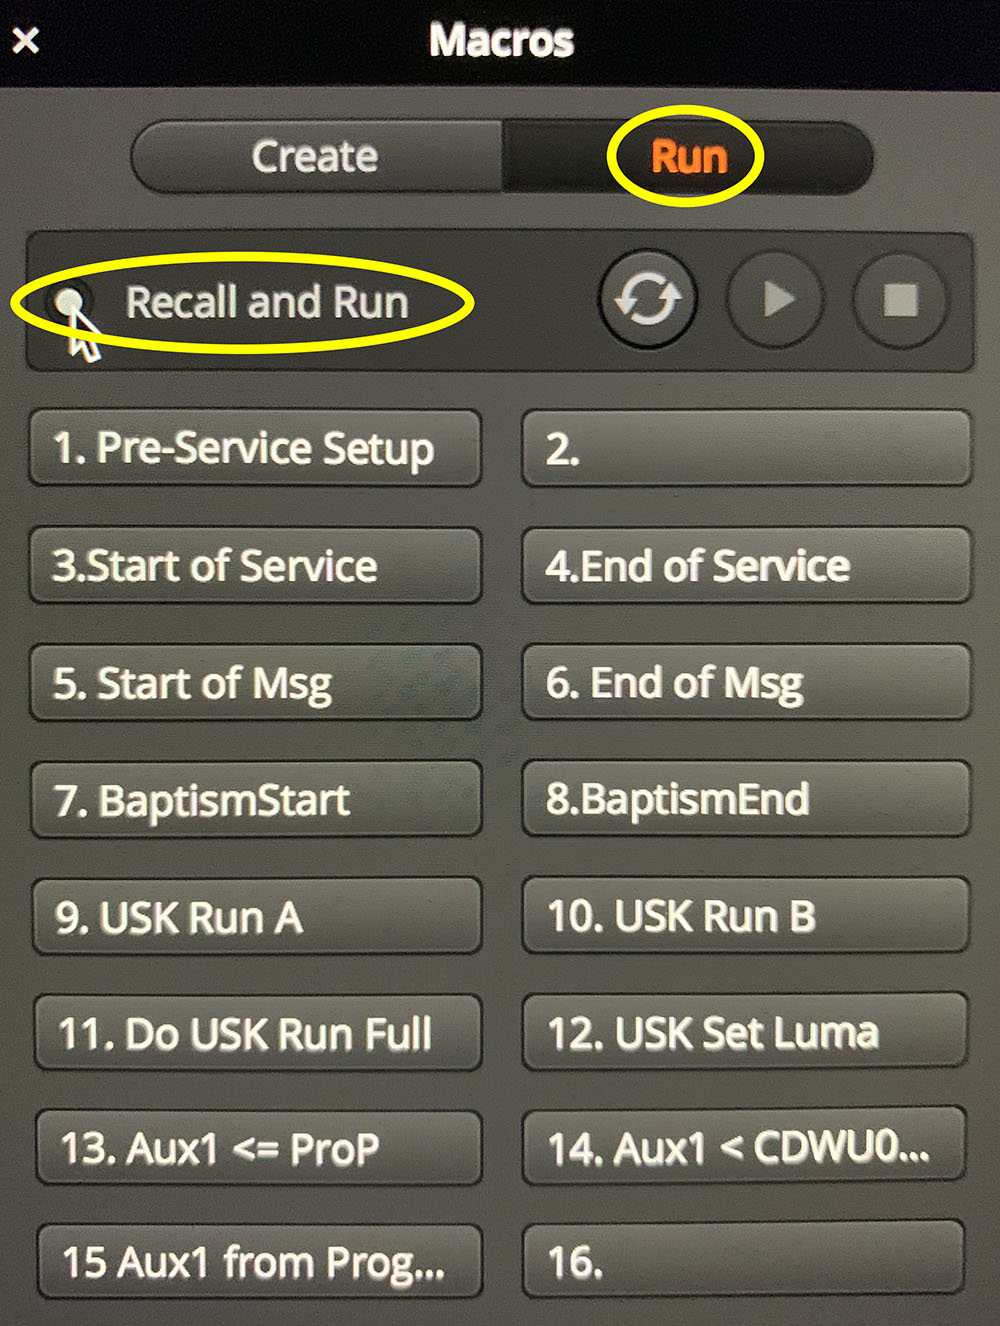 Macros
Create Run
Recall and Run
1. Pre-Service Setup
2.
3.Start of Service
4.End of Service
5. Start of Msg
6. End of Msg
7. BaptismStart
8.BaptismEnd
9. USK Run A
10. USK Run B
11. Do USK Run Full
12. USK Set Luma
13. Aux1 <= ProP
14. Aux1 < CDWU0...
15 Aux1 from Prog...
16.